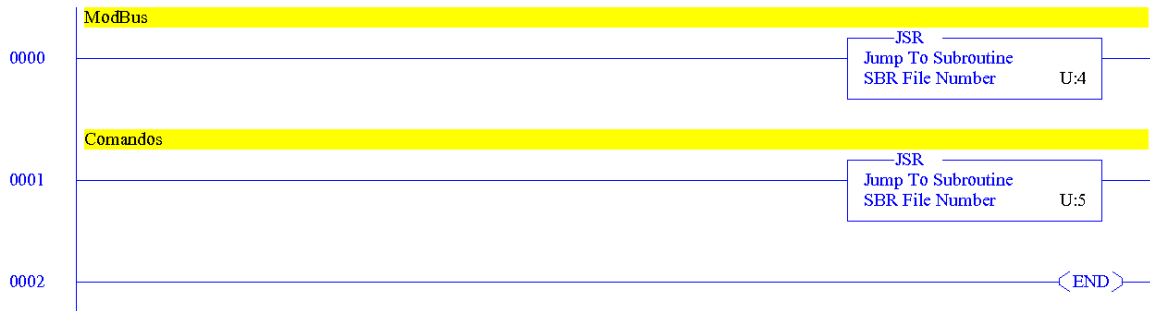 ModBus
JSR
0000
Jump To Subroutine
SBR File Number U:4
Comandos
JSR
0001
Jump To Subroutine
SBR File Number U:5
0002
END